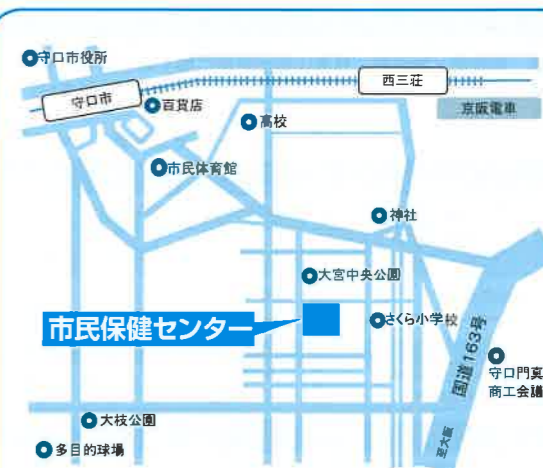 守口市役所
守口市
百貨店
西三荘
京阪電車
高校
市民体育館
神社
大宮中央公園
市民保健センター
さくら小学校
国道163号
守口門真
商工会議
至大阪
大枝公園
多目的球場